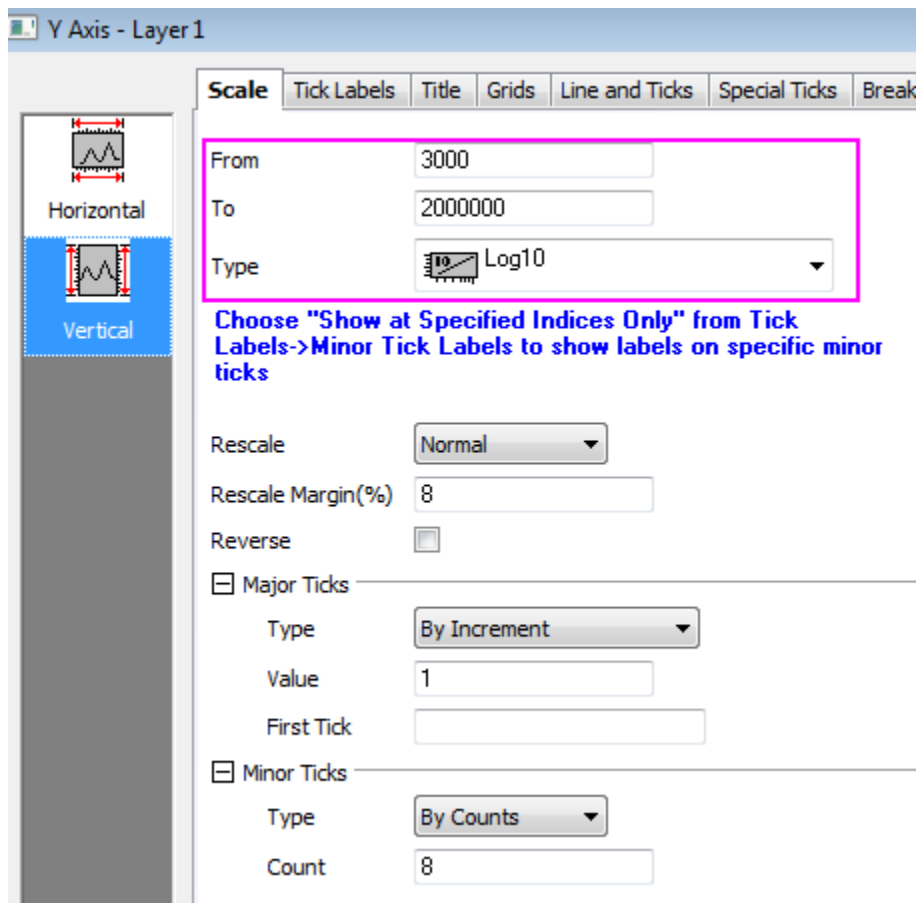 Y Axis - Layer 1
Scale Tick Labels Title Grids Line and Ticks Special Ticks Break
Horizontal
Vertical
From 3000
To 2000000
Type 10 Log10
Choose "Show at Specified Indices Only" from Tick
Labels->Minor Tick Labels to show labels on specific minor
ticks
Rescale Normal
Rescale Margin(%) 8
Reverse
Major Ticks
Type By Increment
Value 1
First Tick
Minor Ticks
Type By Counts
Count 8